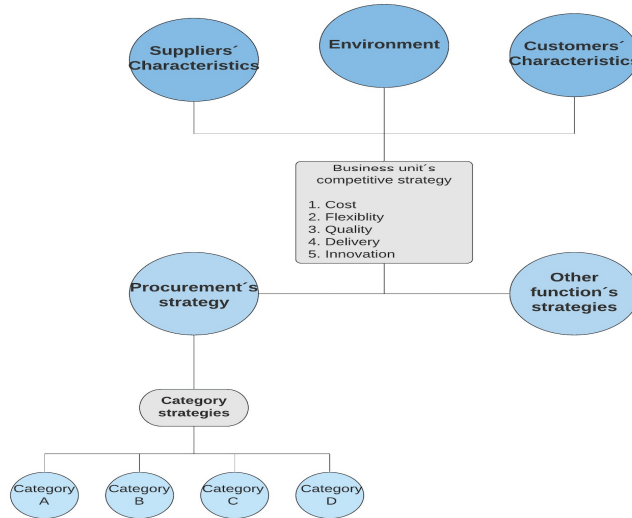 Suppliers´
Characteristics
Environment
Customers´
Characteristics
Business unit´s
competitive strategy
1. Cost
2. Flexiblity
3. Quality
4. Delivery
5. Innovation
Procurement´s
strategy
Other
function´s
strategies
Category
strategies
Category
A
Category
B
Category
C
Category
D